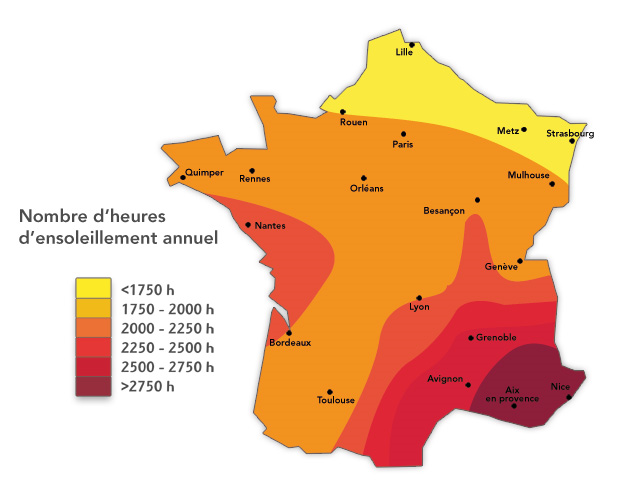 Lille
Rouen
Metz
Strasbourg
Paris
Quimper
Rennes
Orléans
Mulhouse
Besançon
Nombre d'heures
d'ensoleillement annuel
Nantes
Genève
<1750 h
1750 - 2000 h
2000 - 2250 h
2250 - 2500 h
2500 - 2750 h
>2750 h
Lyon
Bordeaux
Grenoble
Avignon
Aix
en provence
Nice
Toulouse